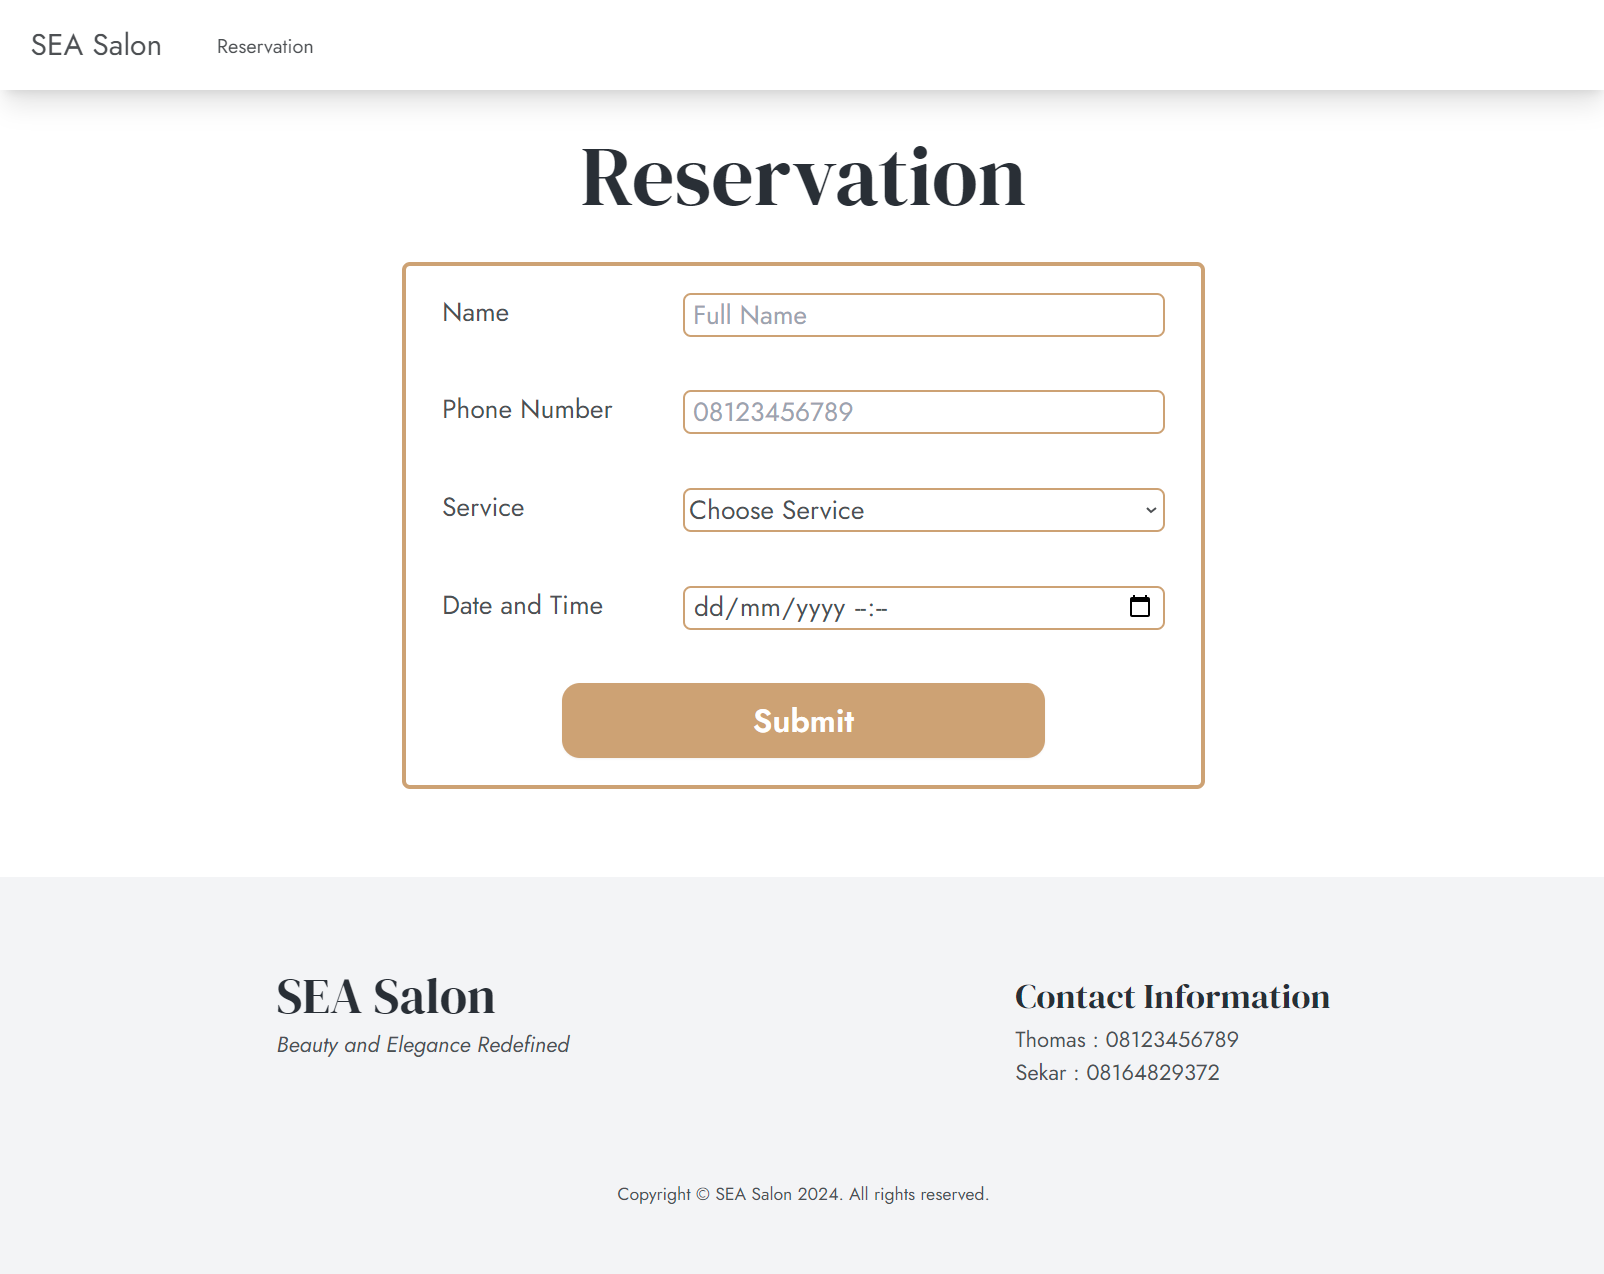 SEA Salon
Reservation
Reservation
Name
Full Name
Phone Number
08123456789
Service
Choose Service
Date and Time
dd/mm/yyyy --:--
Submit
SEA Salon
Beauty and Elegance Redefined
Contact Information
Thomas : 08123456789
Sekar : 08164829372
Copyright © SEA Salon 2024. All rights reserved.